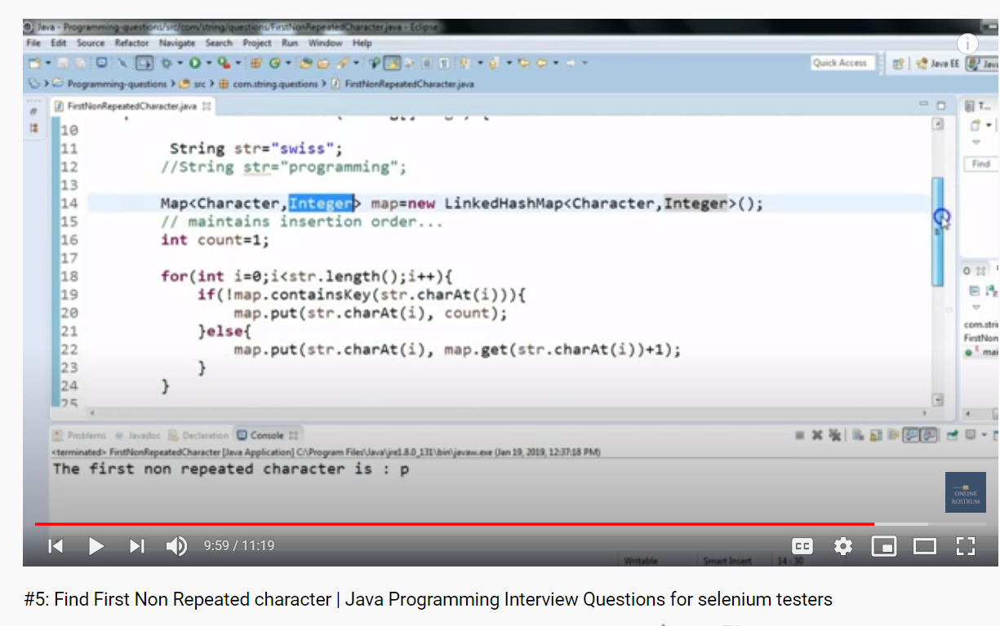 Java - Programming-questions/src/com/string/questions/FirstNonRepeatedCharacter.java - Eclipse
File Edit Source Refactor Navigate Search Project Run Window Help
Quick Access Java EE Java
Programming-questions src com.string.questions FirstNonRepeatedCharacter.java
FirstNonRepeatedCharacter.java
T...
10
11 String str="swiss";
12 //String str="programming";
Find
13
14 Map<Character,Integer> map=new LinkedHashMap<Character,Integer>();
15 // maintains insertion order...
16 int count=1;
17
18 for(int i=0;i<str.length();i++){
19 if(!map.containsKey(str.charAt(i))){
20 map.put(str.charAt(i), count);
21 }else{
22 map.put(str.charAt(i), map.get(str.charAt(i))+1);
23 }
24 }
25
com.stri
FirstNon
mai
Problems Javadoc Declaration Console
<terminated> FirstNonRepeatedCharacter [Java Application] C:\Program Files\Java\jre1.8.0_131\bin\javaw.exe (Jan 19, 2019, 12:37:18 PM)
The first non repeated character is : p
ONLINE
ROSTRUM
9:59 / 11:19
CC
Writable Smart Insert 14 : 30
#5: Find First Non Repeated character | Java Programming Interview Questions for selenium testers